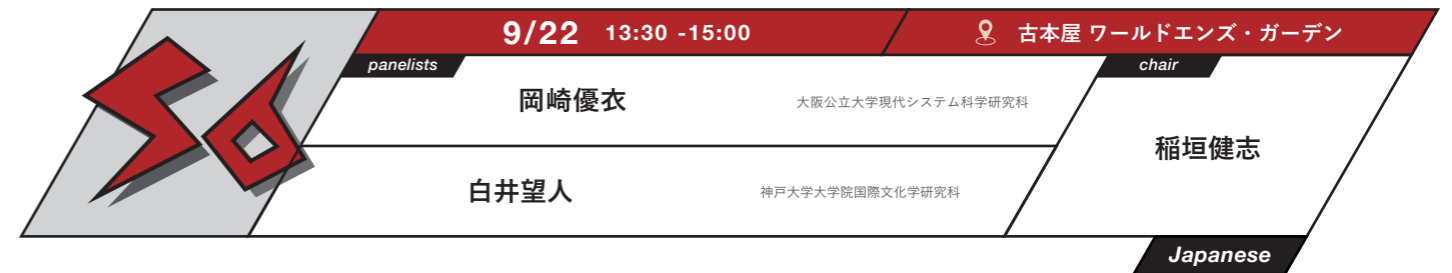 S6
9/22 13:30 -15:00
古本屋 ワールドエンズ・ガーデン
panelists
chair
岡崎優衣 大阪公立大学現代システム科学研究科
稲垣健志
白井望人 神戸大学大学院国際文化学研究科
Japanese